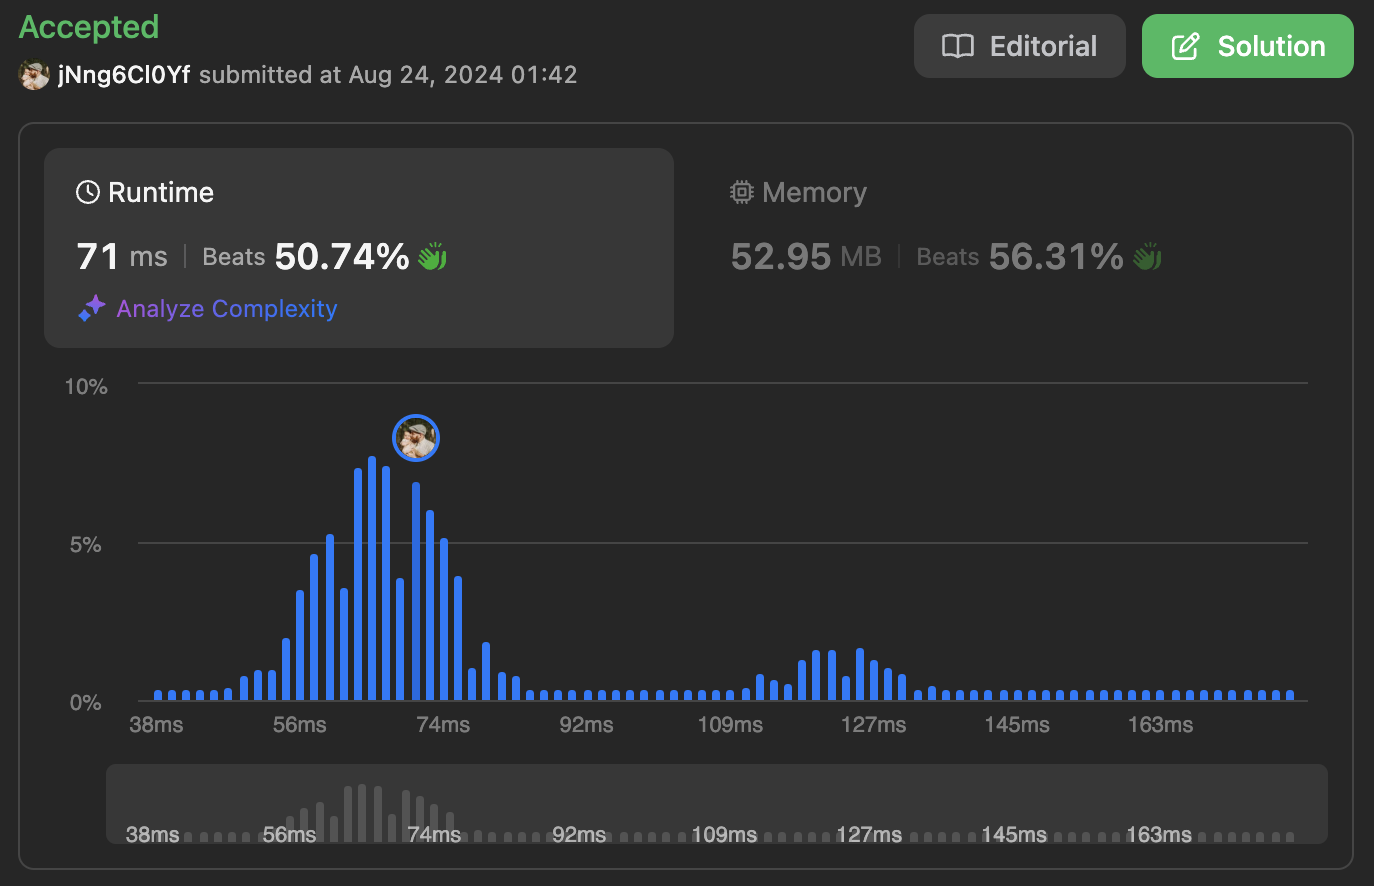 Accepted
Editorial
Solution
jNng6Cl0Yf submitted at Aug 24, 2024 01:42
Runtime
71 ms | Beats 50.74%
Analyze Complexity
Memory
52.95 MB | Beats 56.31%
10%
5%
0%
38ms 56ms 74ms 92ms 109ms 127ms 145ms 163ms
38ms 56ms 74ms 92ms 109ms 127ms 145ms 163ms